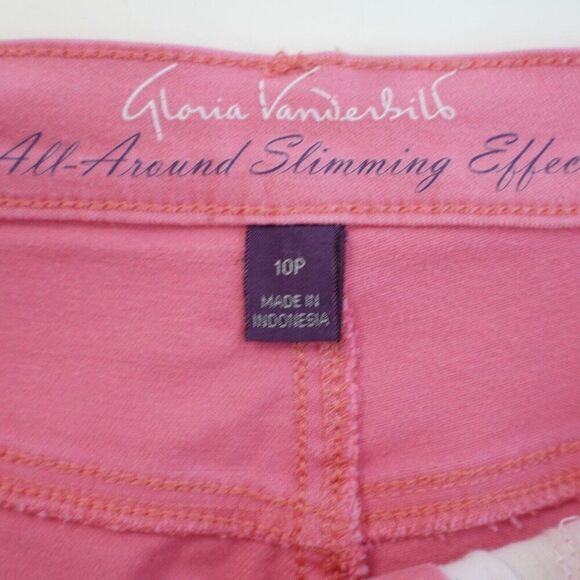 Gloria Vanderbilt
All-Around Slimming Effec
10P
MADE IN
INDONESIA